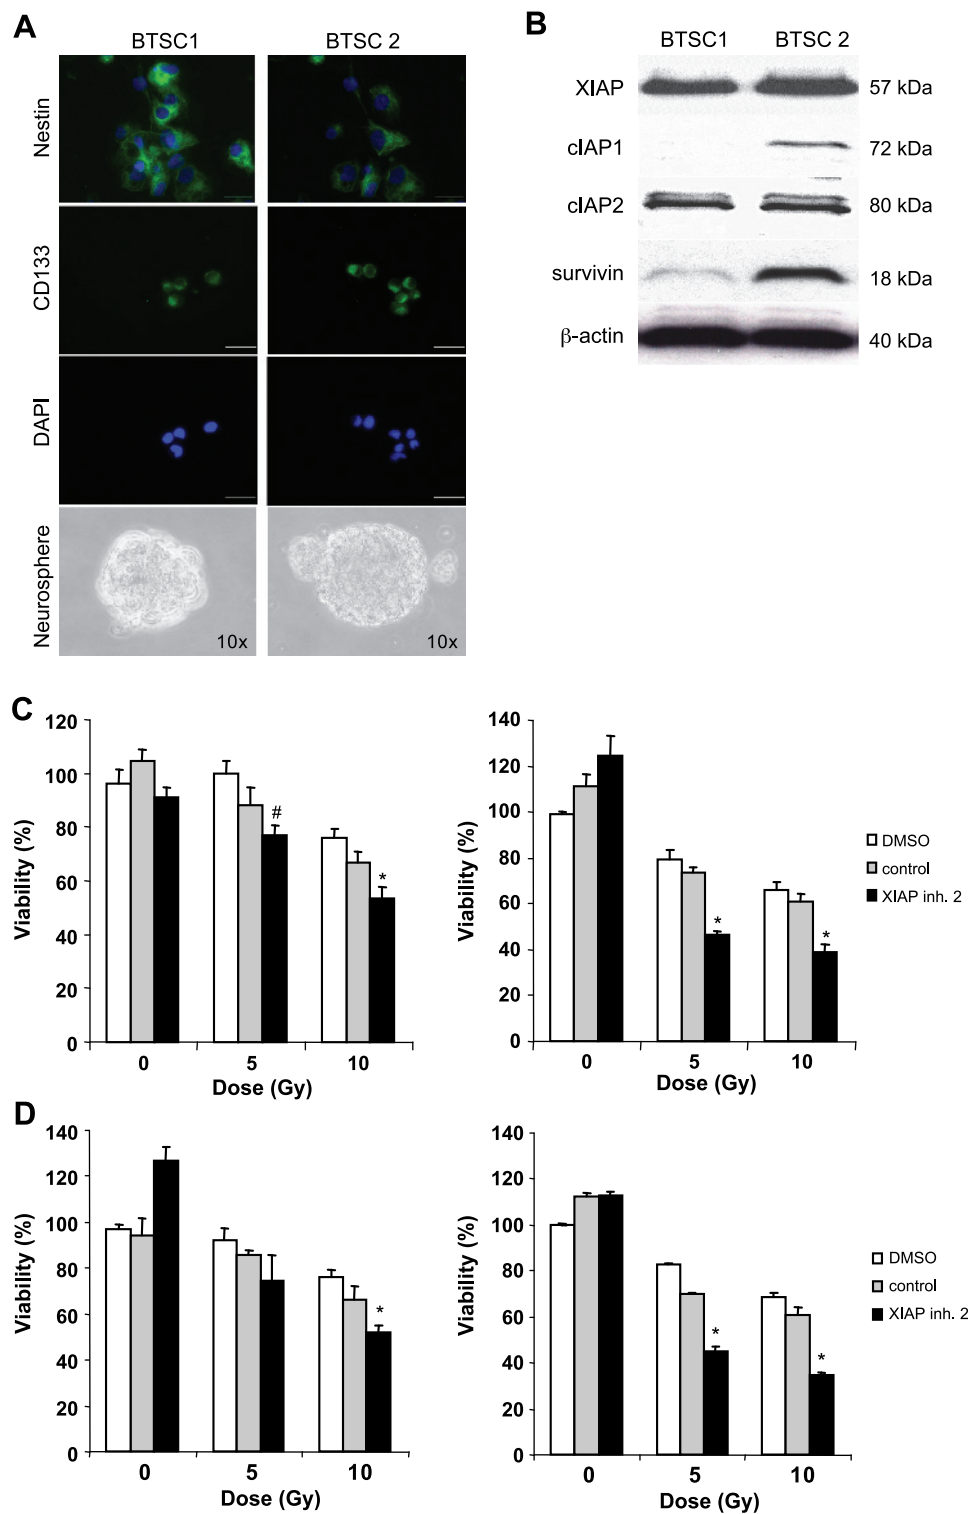 A
BTSC1 BTSC 2
Nestin
CD133
DAPI
Neurosphere
10x 10x
B
BTSC1 BTSC 2
XIAP 57 kDa
cIAP1 72 kDa
cIAP2 80 kDa
survivin 18 kDa
β-actin 40 kDa
C
Viability (%)
120
100
80
60
40
20
0
#
*
0 5 10
Dose (Gy)
Viability (%)
140
120
100
80
60
40
20
0
*
*
0 5 10
Dose (Gy)
DMSO
control
XIAP inh. 2
D
Viability (%)
140
120
100
80
60
40
20
0
*
0 5 10
Dose (Gy)
Viability (%)
140
120
100
80
60
40
20
0
*
*
0 5 10
Dose (Gy)
DMSO
control
XIAP inh. 2